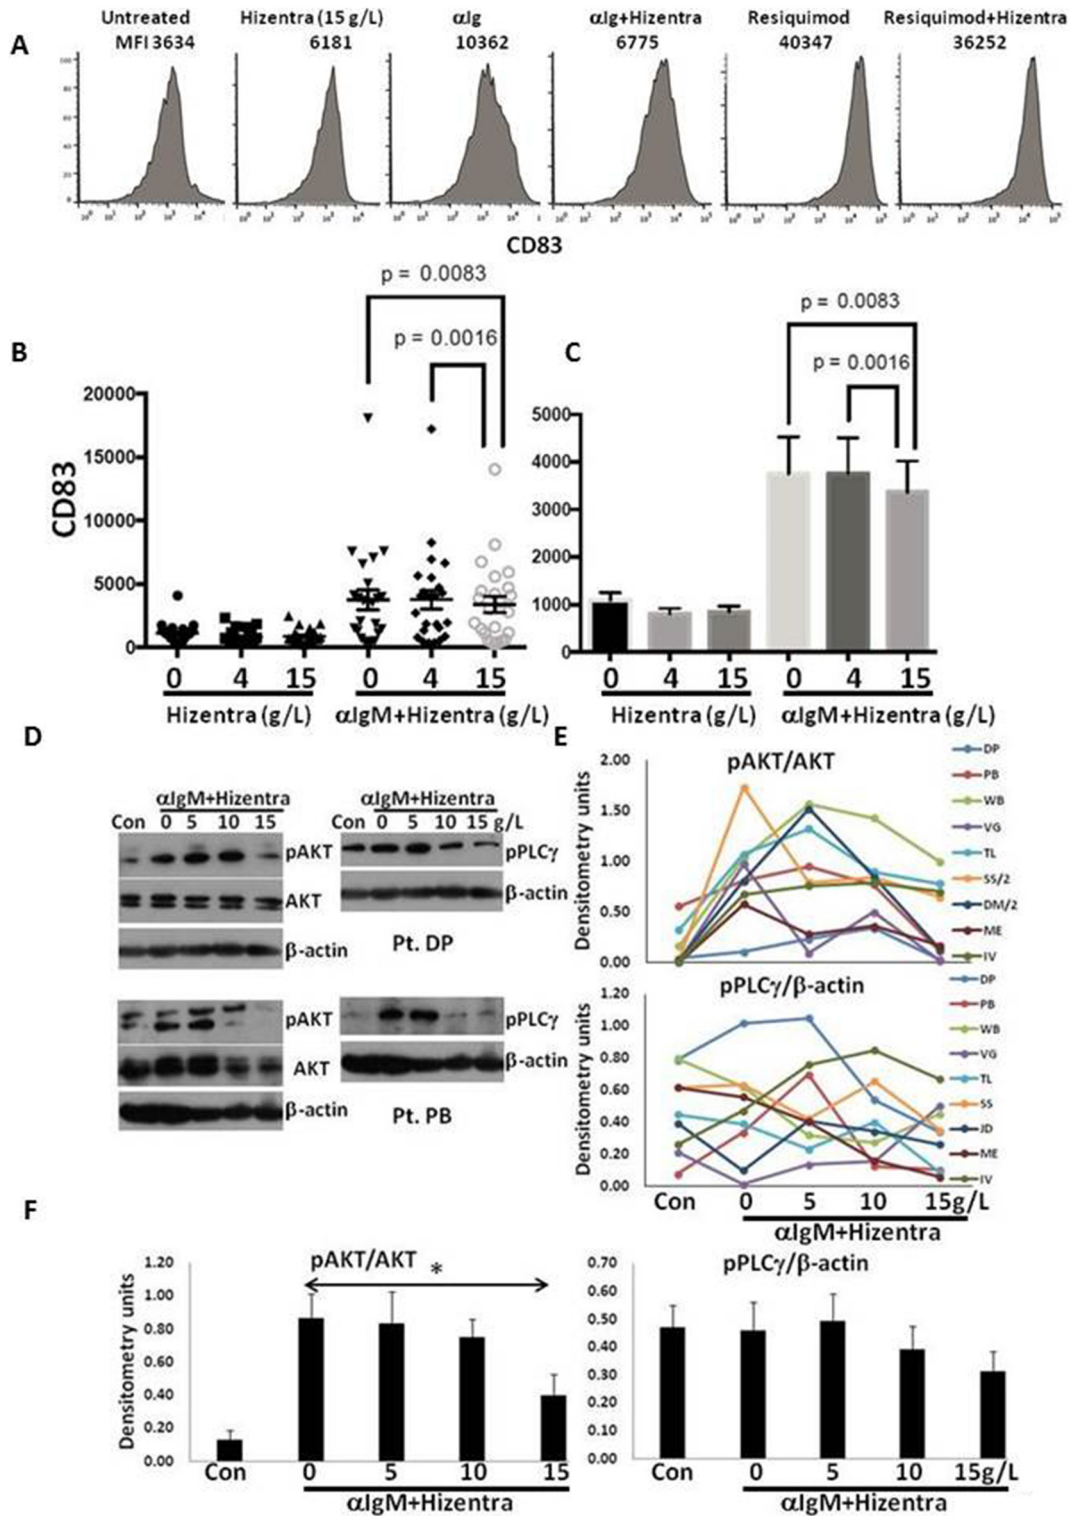 A
Untreated
MFI 3634
Hizentra (15 g/L)
6181
αIg
10362
αIg+Hizentra
6775
Resiquimod
40347
Resiquimod+Hizentra
36252
CD83
B
p = 0.0083
p = 0.0016
CD83
20000
15000
10000
5000
0
0 4 15 0 4 15
Hizentra (g/L) αIgM+Hizentra (g/L)
C
p = 0.0083
p = 0.0016
5000
4000
3000
2000
1000
0
0 4 15 0 4 15
Hizentra (g/L) αIgM+Hizentra (g/L)
D
αIgM+Hizentra
Con 0 5 10 15
pAKT
AKT
β-actin
αIgM+Hizentra
Con 0 5 10 15 g/L
pPLCγ
β-actin
Pt. DP
pAKT
AKT
β-actin
pPLCγ
β-actin
Pt. PB
E
pAKT/AKT
Densitometry units
2.00
1.50
1.00
0.50
0.00
DP
PB
WB
VG
TL
SS/2
DM/2
ME
IV
pPLCγ/β-actin
Densitometry units
1.20
1.00
0.80
0.60
0.40
0.20
0.00
DP
PB
WB
VG
TL
SS
JD
ME
IV
Con 0 5 10 15g/L
αIgM+Hizentra
F
pAKT/AKT
*
Densitometry units
1.20
1.00
0.80
0.60
0.40
0.20
0.00
Con 0 5 10 15
αIgM+Hizentra
pPLCγ/β-actin
0.70
0.60
0.50
0.40
0.30
0.20
0.10
0.00
Con 0 5 10 15g/L
αIgM+Hizentra